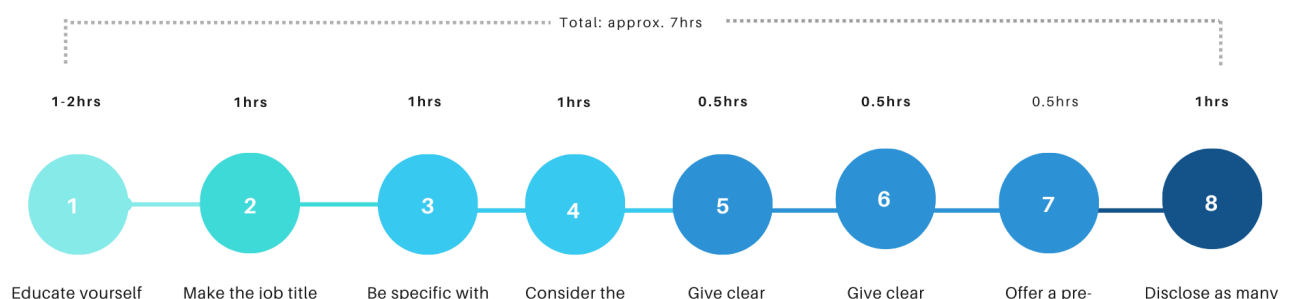 Total: approx. 7hrs
1-2hrs 1hrs 1hrs 1hrs 0.5hrs 0.5hrs 0.5hrs 1hrs
1 2 3 4 5 6 7 8
Educate yourself Make the job title Be specific with Consider the Give clear Give clear Offer a pre- Disclose as many